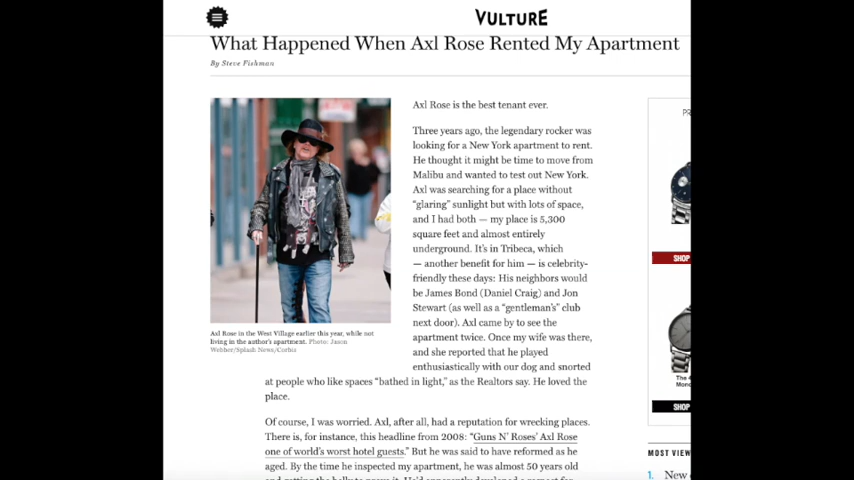 VULTURE
What Happened When Axl Rose Rented My Apartment
By Steve Fishman
Axl Rose is the best tenant ever.
Three years ago, the legendary rocker was
looking for a New York apartment to rent.
He thought it might be time to move from
Malibu and wanted to test out New York.
Axl was searching for a place without
"glaring" sunlight but with lots of space,
and I had both — my place is 5,300
square feet and almost entirely
underground. It's in Tribeca, which
— another benefit for him — is celebrity-
friendly these days: His neighbors would
be James Bond (Daniel Craig) and Jon
Stewart (as well as a "gentleman's" club
next door). Axl came by to see the
apartment twice. Once my wife was there,
and she reported that he played
enthusiastically with our dog and snorted
at people who like spaces "bathed in light," as the Realtors say. He loved the
place.
Of course, I was worried. Axl, after all, had a reputation for wrecking places.
There is, for instance, this headline from 2008: "Guns N' Roses' Axl Rose
one of world's worst hotel guests." But he was said to have reformed as he
aged. By the time he inspected my apartment, he was almost 50 years old
Axl Rose in the West Village earlier this year, while not
living in the author's apartment. Photo: Jason
Webber/Splash News/Corbis
SHOP
The 4
Mono
SHOP
MOST VIEW
1. New